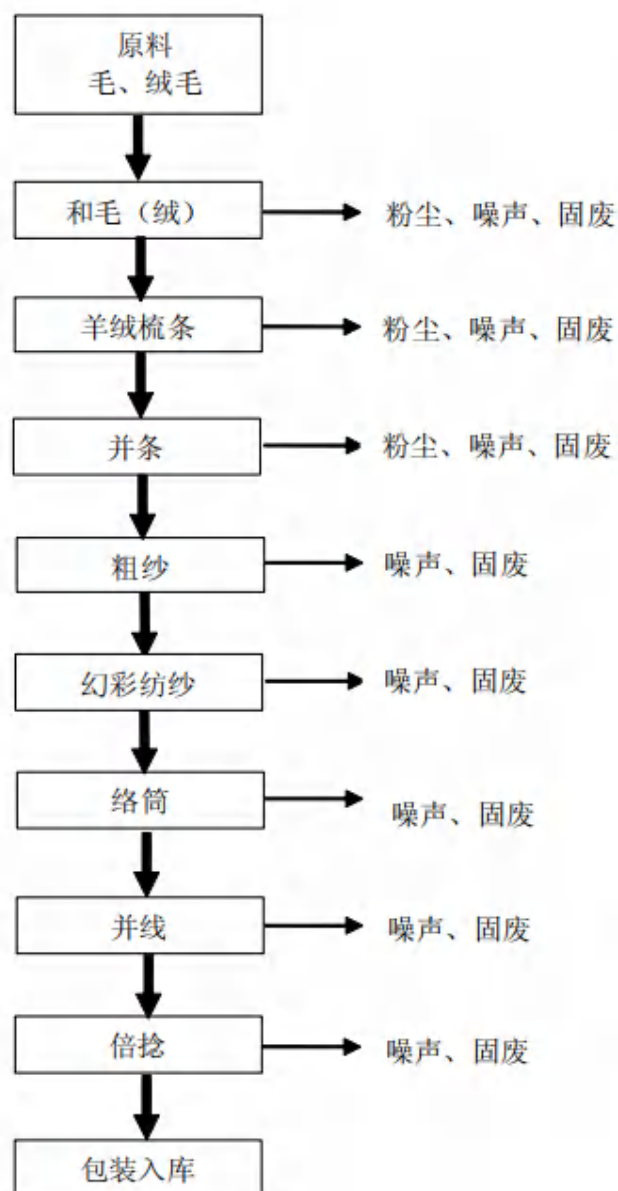 原料
毛、绒毛
和毛（绒）
粉尘、噪声、固废
羊绒梳条
粉尘、噪声、固废
并条
粉尘、噪声、固废
粗纱
噪声、固废
幻彩纺纱
噪声、固废
络筒
噪声、固废
并线
噪声、固废
倍捻
噪声、固废
包装入库